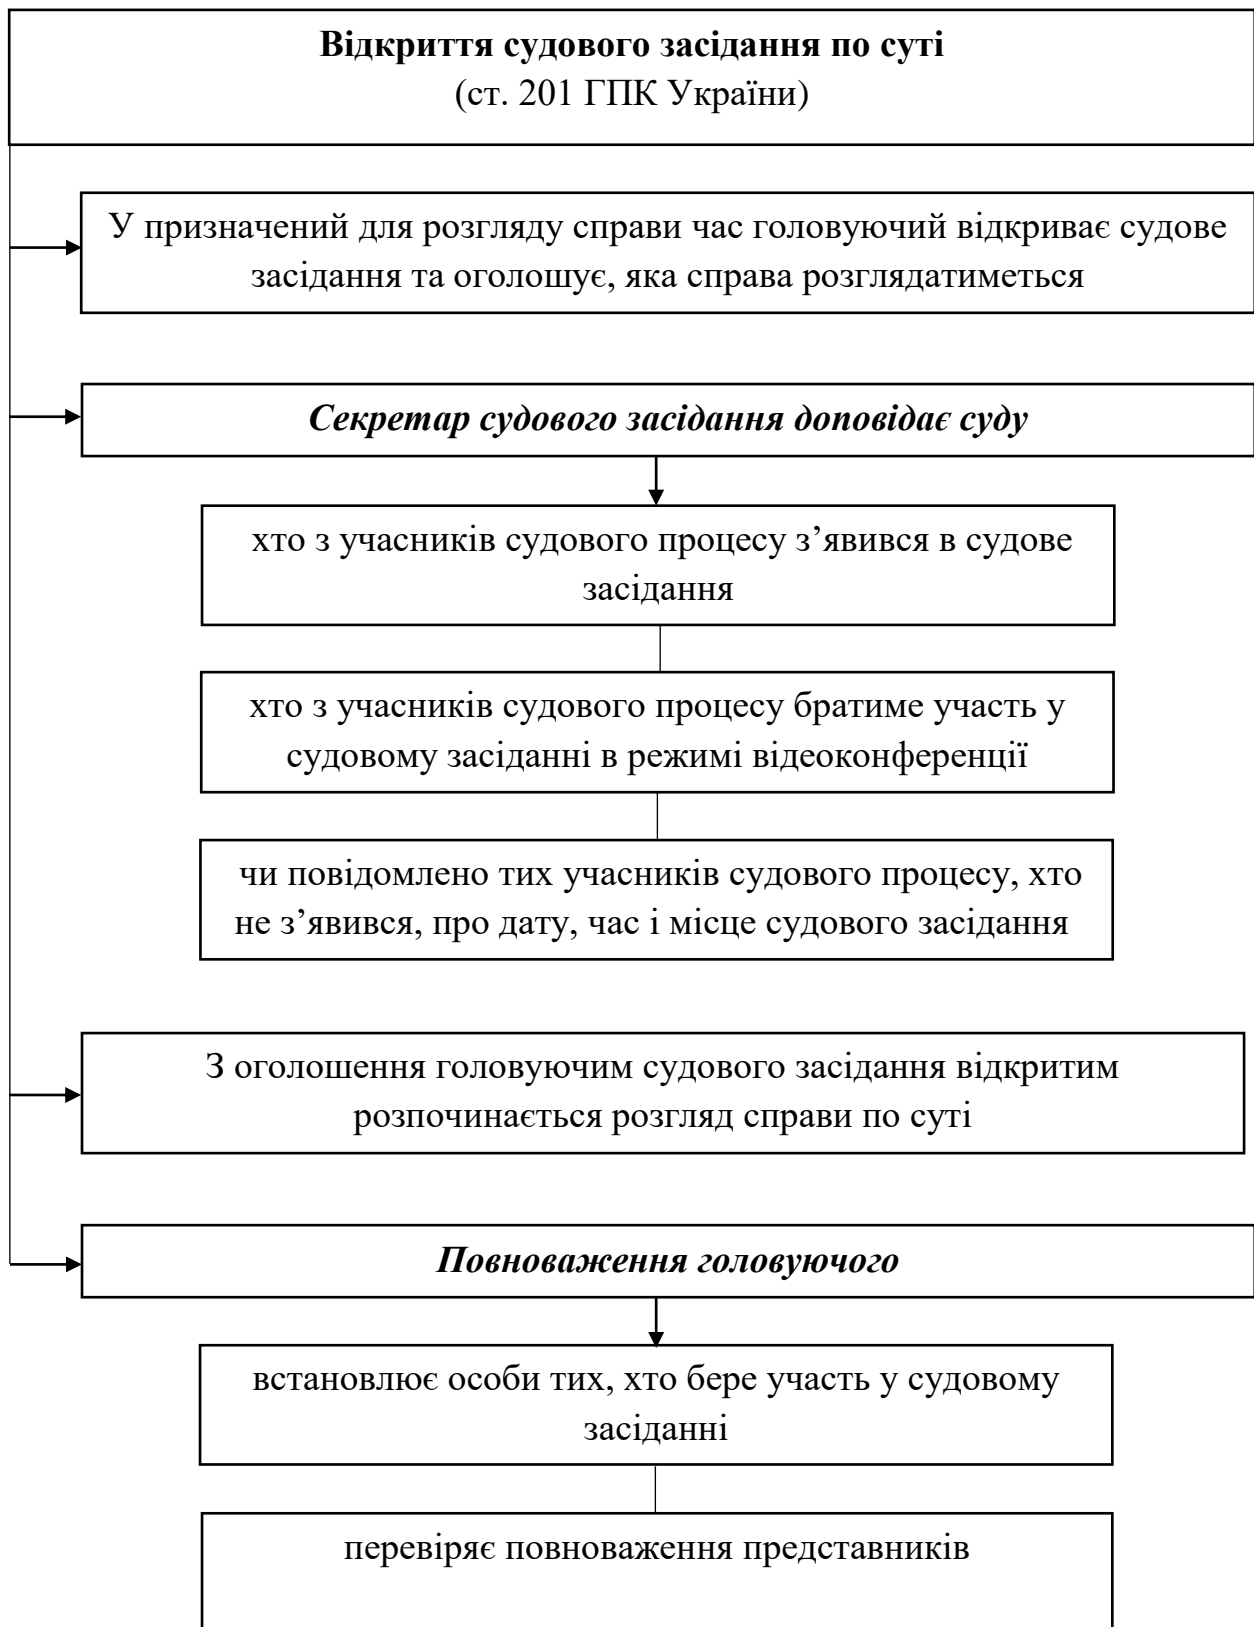 Відкриття судового засідання по суті
(ст. 201 ГПК України)
У призначений для розгляду справи час головуючий відкриває судове
засідання та оголошує, яка справа розглядатиметься
Секретар судового засідання доповідає суду
хто з учасників судового процесу з’явився в судове
засідання
хто з учасників судового процесу братиме участь у
судовому засіданні в режимі відеоконференції
чи повідомлено тих учасників судового процесу, хто
не з’явився, про дату, час і місце судового засідання
З оголошення головуючим судового засідання відкритим
розпочинається розгляд справи по суті
Повноваження головуючого
встановлює особи тих, хто бере участь у судовому
засіданні
перевіряє повноваження представників